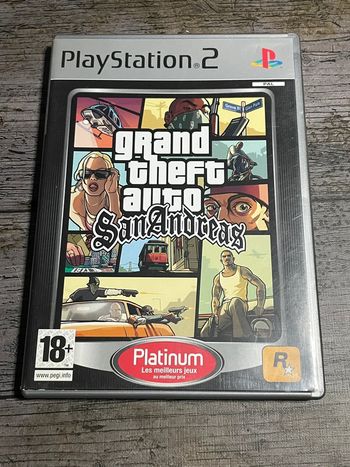 PlayStation®2
PAL
grand
theft
auto
San Andreas
18+
www.pegi.info
Platinum
Les meilleurs jeux
au meilleur prix
R